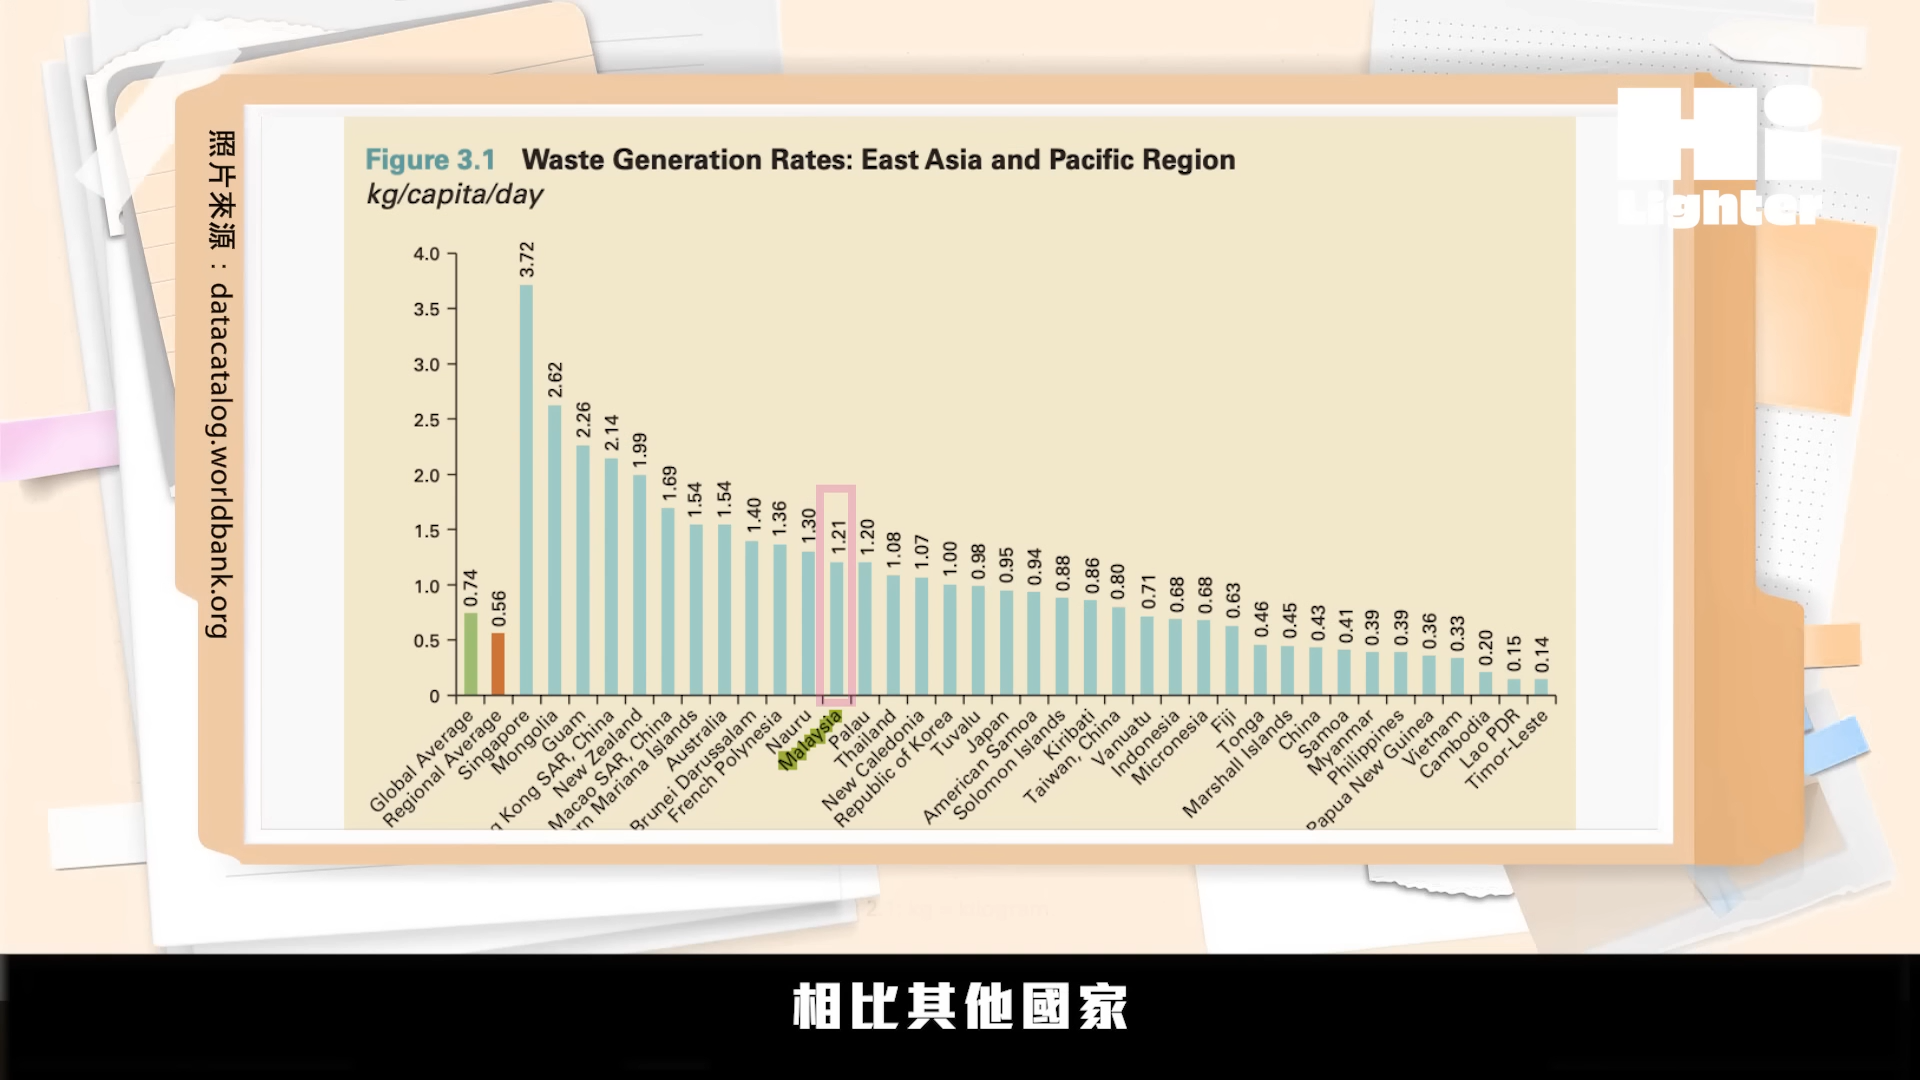 Hi
Lighter
照片來源：datacatalog.worldbank.org
Figure 3.1 Waste Generation Rates: East Asia and Pacific Region
kg/capita/day
4.0
3.5
3.0
2.5
2.0
1.5
1.0
0.5
0
0.74
0.56
3.72
2.62
2.26
2.14
1.99
1.69
1.54
1.54
1.40
1.36
1.30
1.21
1.20
1.08
1.07
1.00
0.98
0.95
0.94
0.88
0.86
0.80
0.71
0.68
0.68
0.63
0.46
0.45
0.43
0.41
0.39
0.39
0.36
0.33
0.20
0.15
0.14
Global Average
Regional Average
Singapore
Mongolia
Guam
Kong SAR, China
New Zealand
Macao SAR, China
Mariana Islands
Australia
Brunei Darussalam
French Polynesia
Nauru
Malaysia
Palau
Thailand
New Caledonia
Republic of Korea
Tuvalu
Japan
American Samoa
Solomon Islands
Kiribati
Taiwan, China
Vanuatu
Indonesia
Micronesia
Fiji
Tonga
Marshall Islands
China
Samoa
Myanmar
Philippines
Papua New Guinea
Vietnam
Cambodia
Lao PDR
Timor-Leste
相比其他國家